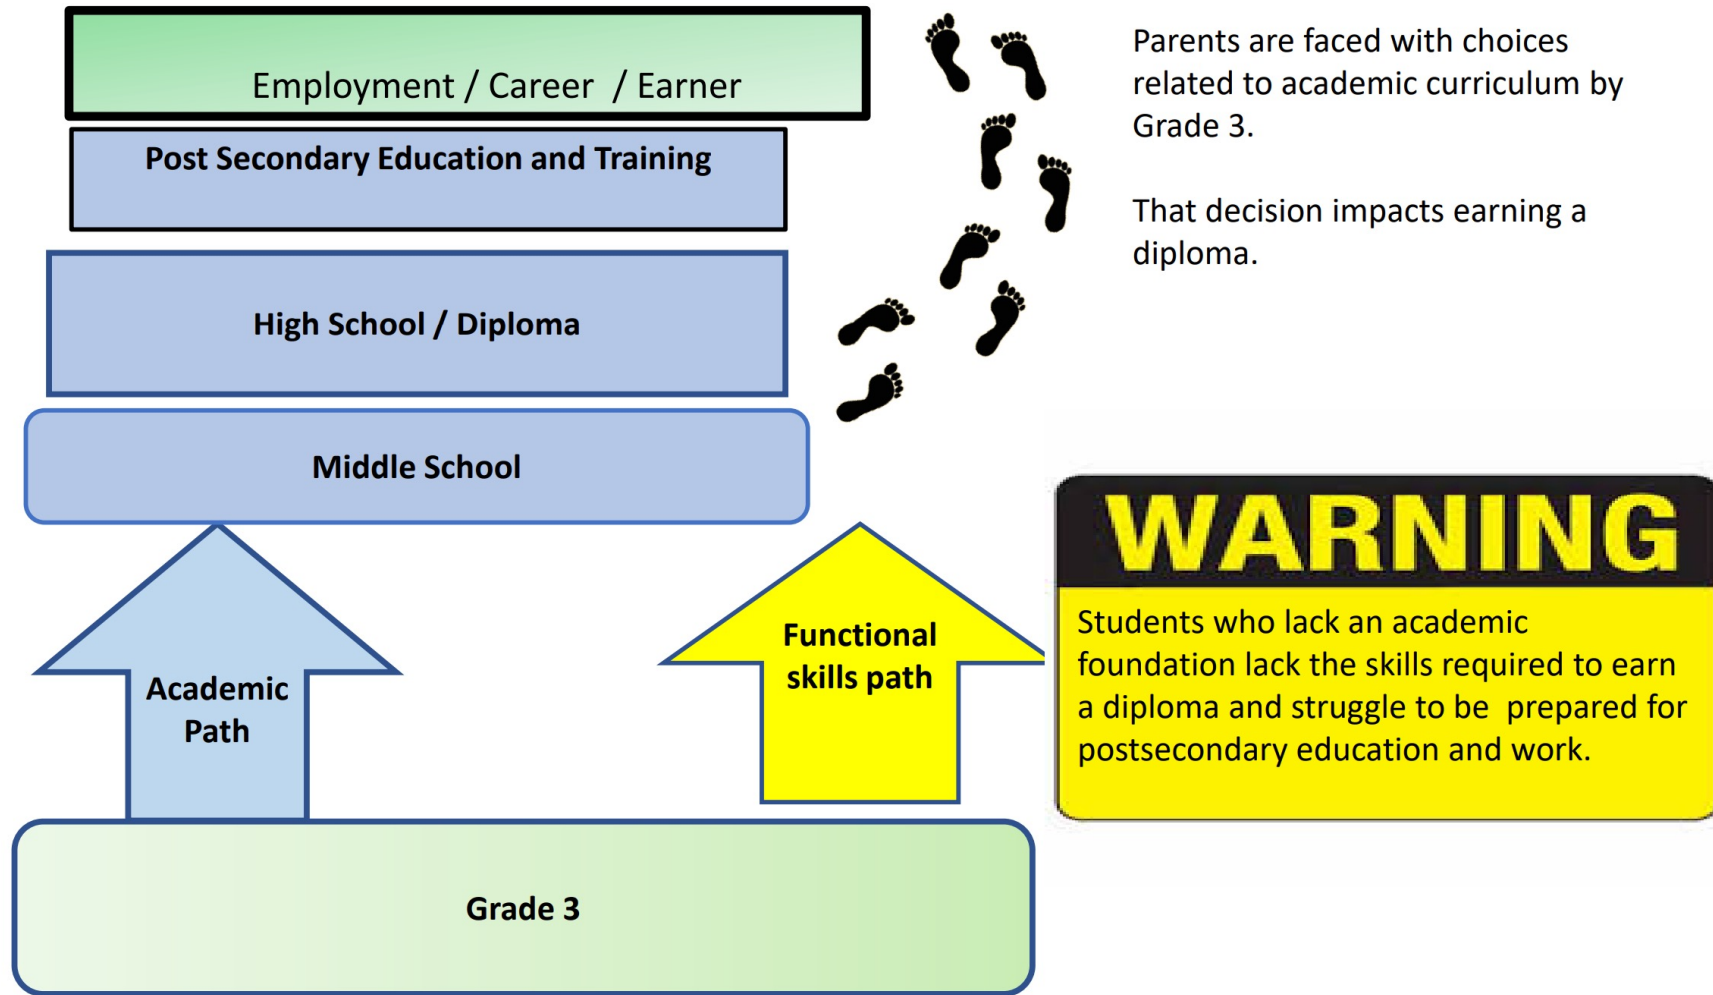 Employment / Career  / Earner
Post Secondary Education and Training
High School / Diploma
Middle School
Academic
Path
Functional
skills path
Grade 3
Parents are faced with choices
related to academic curriculum by
Grade 3.
That decision impacts earning a
diploma.
WARNING
Students who lack an academic
foundation lack the skills required to earn
a diploma and struggle to be  prepared for
postsecondary education and work.